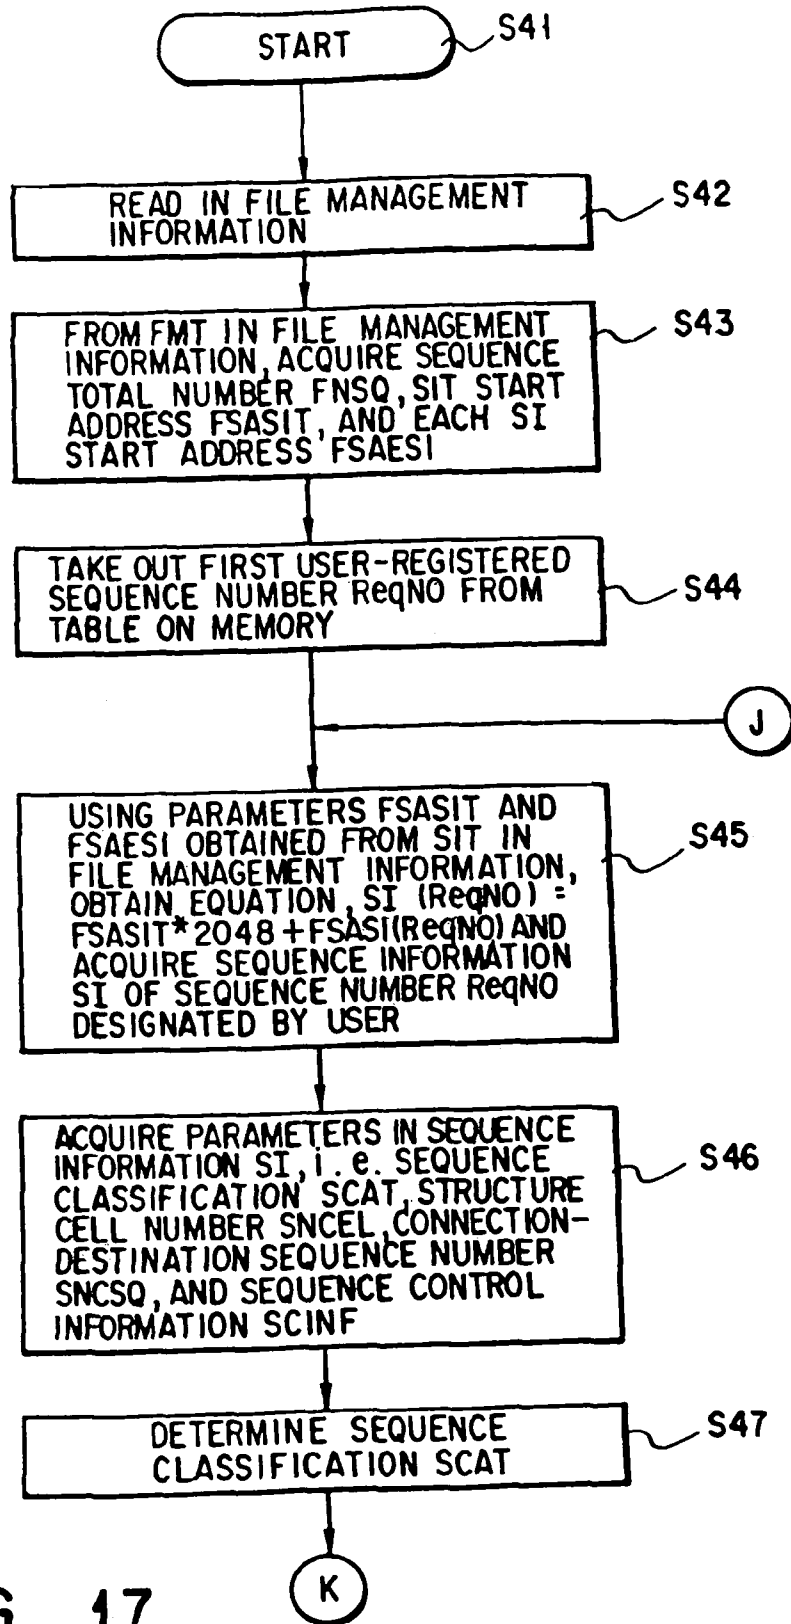 START
S41
READ IN FILE MANAGEMENT
INFORMATION
S42
FROM FMT IN FILE MANAGEMENT
INFORMATION, ACQUIRE SEQUENCE
TOTAL NUMBER FNSQ, SIT START
ADDRESS FSASIT, AND EACH SI
START ADDRESS FSAESI
S43
TAKE OUT FIRST USER-REGISTERED
SEQUENCE NUMBER ReqNO FROM
TABLE ON MEMORY
S44
J
USING PARAMETERS FSASIT AND
FSAESI OBTAINED FROM SIT IN
FILE MANAGEMENT INFORMATION,
OBTAIN EQUATION, SI (ReqNO) =
FSASIT*2048+FSASI(ReqNO) AND
ACQUIRE SEQUENCE INFORMATION
SI OF SEQUENCE NUMBER ReqNO
DESIGNATED BY USER
S45
ACQUIRE PARAMETERS IN SEQUENCE
INFORMATION SI, i.e. SEQUENCE
CLASSIFICATION SCAT, STRUCTURE
CELL NUMBER SNCEL, CONNECTION-
DESTINATION SEQUENCE NUMBER
SNCSQ, AND SEQUENCE CONTROL
INFORMATION SCINF
S46
DETERMINE SEQUENCE
CLASSIFICATION SCAT
S47
K
G. 17